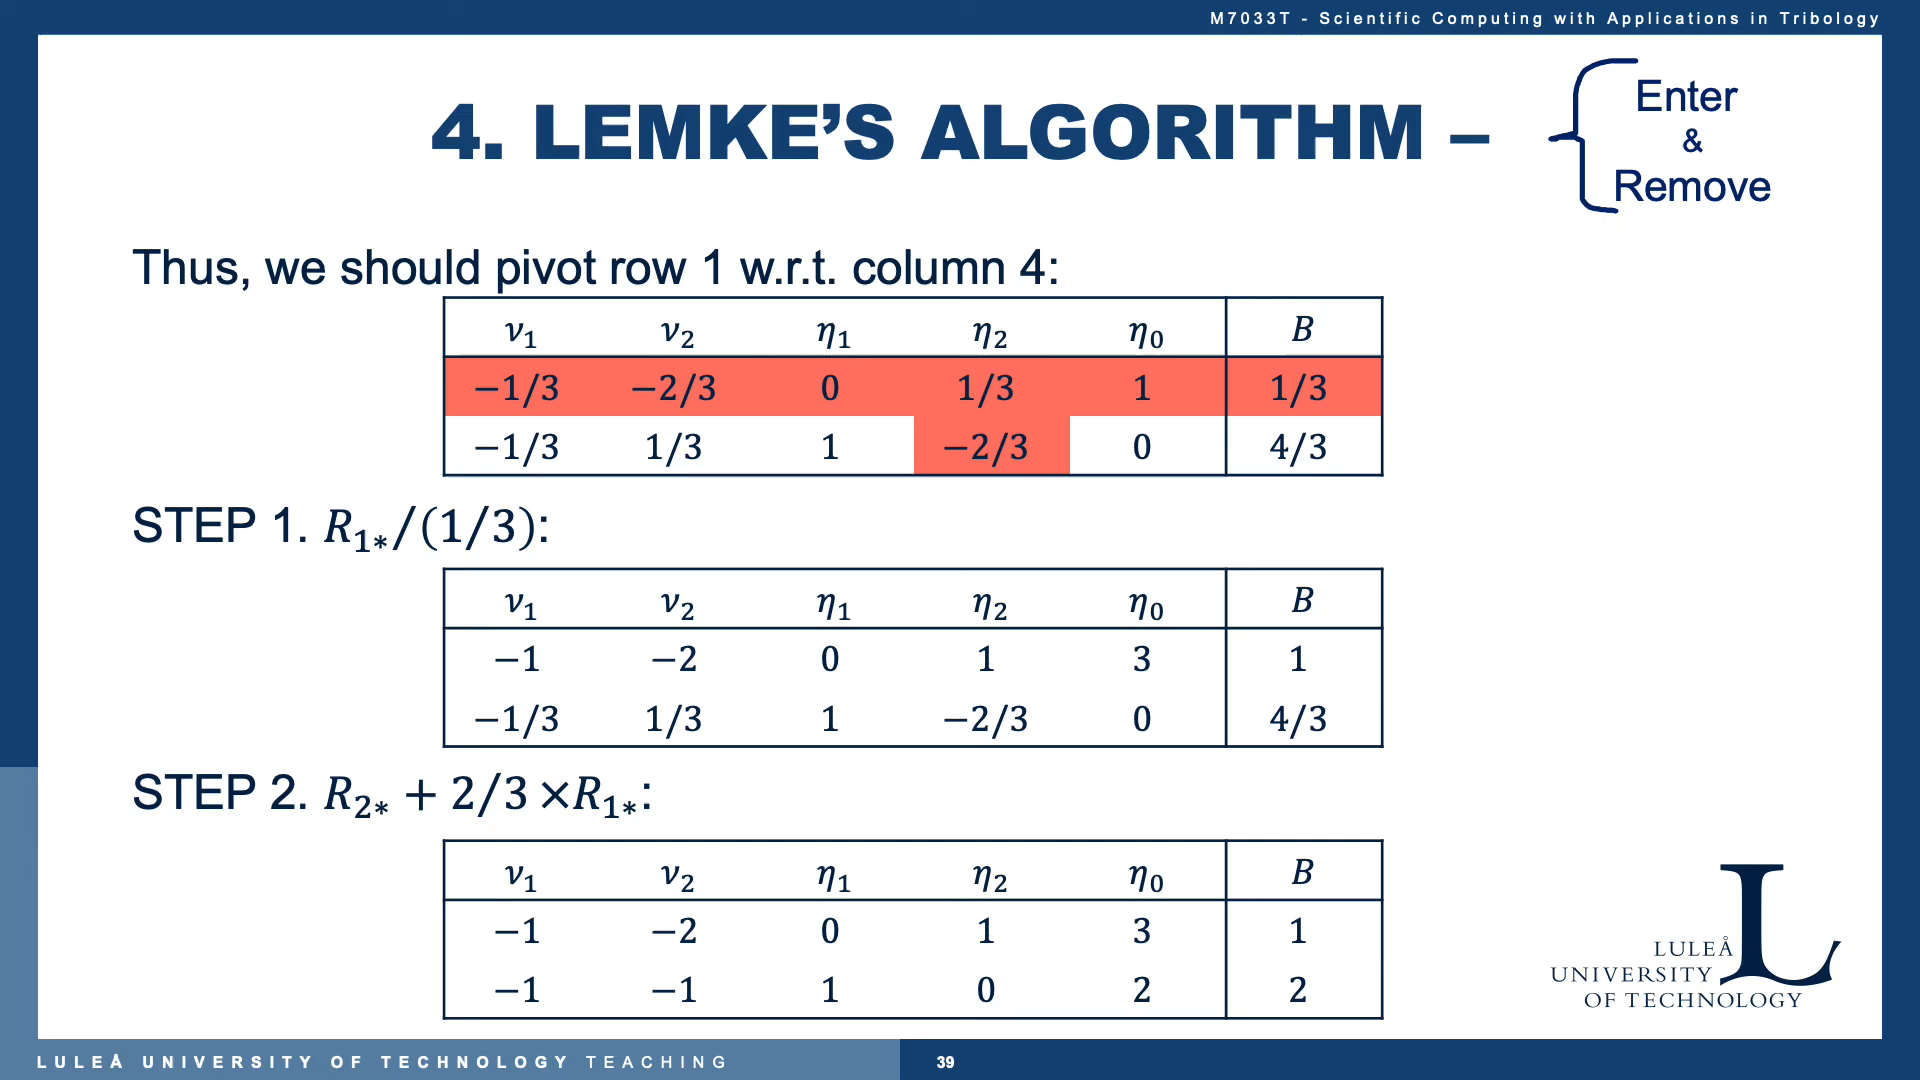 M7033T - Scientific Computing with Applications in Tribology
4. LEMKE’S ALGORITHM –
Enter
&
Remove
Thus, we should pivot row 1 w.r.t. column 4:
ν₁ ν₂ η₁ η₂ η₀ B
−1/3 −2/3 0 1/3 1 1/3
−1/3 1/3 1 −2/3 0 4/3
STEP 1. R₁∗/(1/3):
ν₁ ν₂ η₁ η₂ η₀ B
−1 −2 0 1 3 1
−1/3 1/3 1 −2/3 0 4/3
STEP 2. R₂∗ + 2/3 ×R₁∗:
ν₁ ν₂ η₁ η₂ η₀ B
−1 −2 0 1 3 1
−1 −1 1 0 2 2
LULEÅ
UNIVERSITY
OF TECHNOLOGY
L
LULEÅ UNIVERSITY OF TECHNOLOGY TEACHING
39